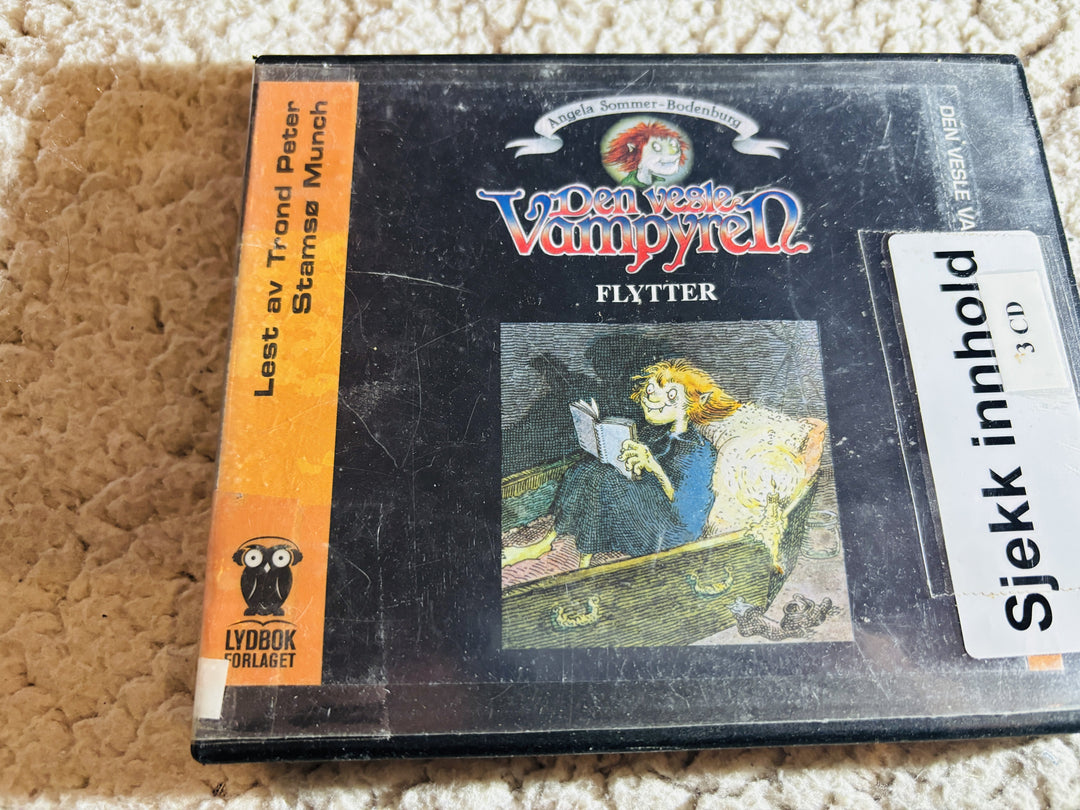 Lest av Trond Peter
Stamsø Munch
LYDBOK
FORLAGET
Angela Sommer-Bodenburg
Den vesle
Vampyren
FLYTTER
DEN VESLE VA
Sjekk innhold
3 CD